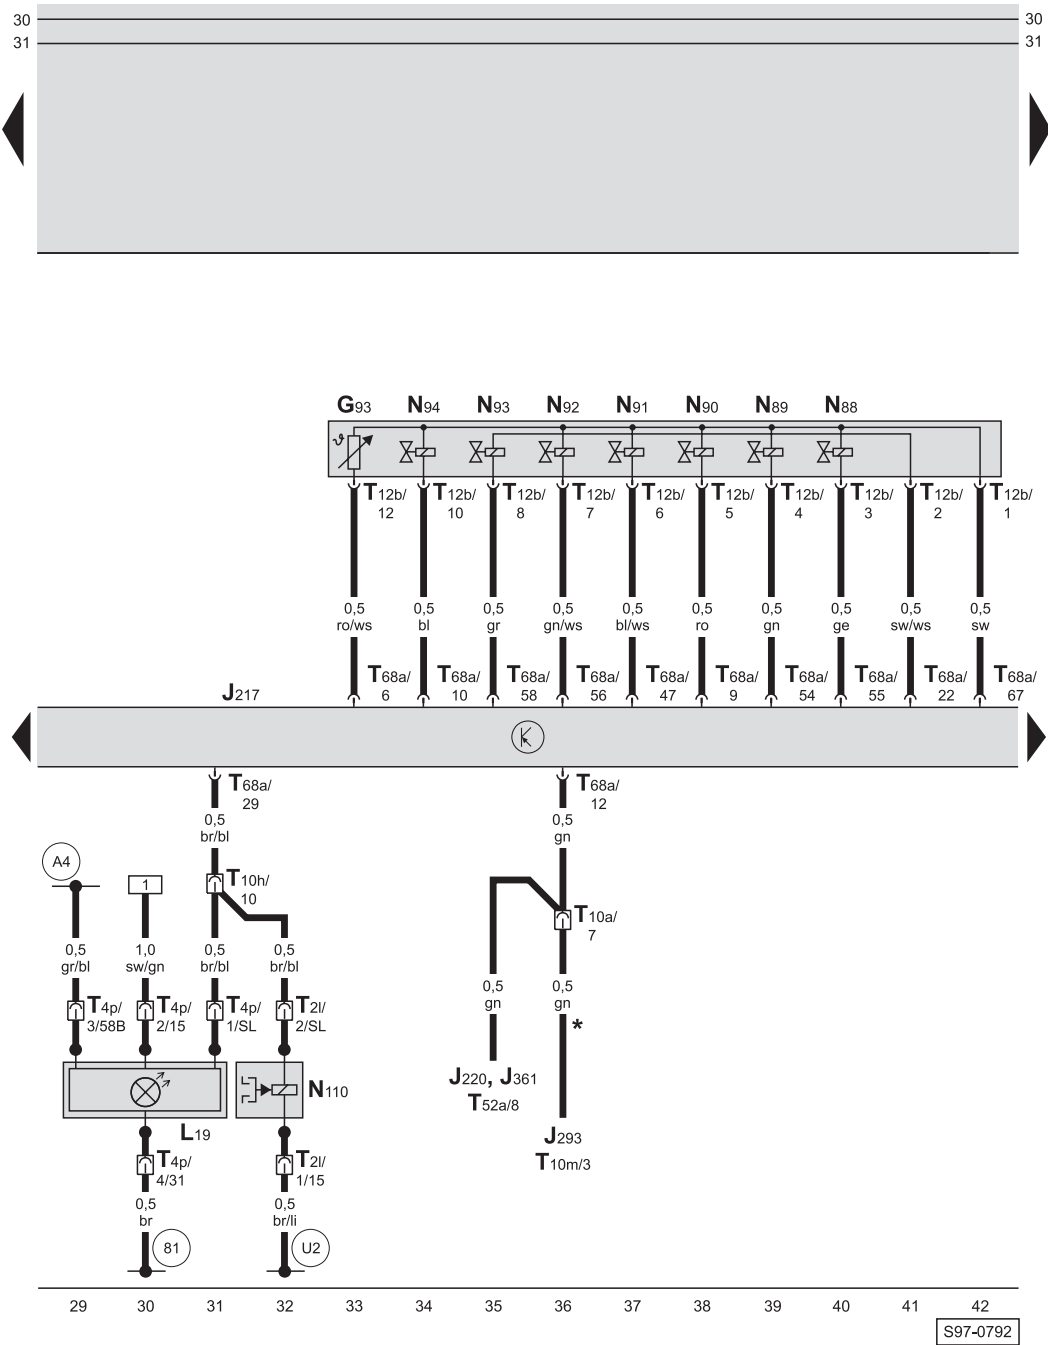 30 30
31 31
G93 N94 N93 N92 N91 N90 N89 N88
ϑ
T12b/ T12b/ T12b/ T12b/ T12b/ T12b/ T12b/ T12b/ T12b/ T12b/
12 10 8 7 6 5 4 3 2 1
0,5 0,5 0,5 0,5 0,5 0,5 0,5 0,5 0,5 0,5
ro/ws bl gr gn/ws bl/ws ro gn ge sw/ws sw
J217
T68a/ T68a/ T68a/ T68a/ T68a/ T68a/ T68a/ T68a/ T68a/ T68a/
6 10 58 56 47 9 54 55 22 67
T68a/ T68a/
29 12
0,5 0,5
br/bl gn
A4
1
T10h/
10
T10a/
7
0,5 1,0 0,5 0,5
gr/bl sw/gn br/bl br/bl
0,5 0,5
gn gn
*
T4p/ T4p/ T4p/ T2l/
3/58B 2/15 1/SL 2/SL
J220, J361
T52a/8
N110
L19
J293
T10m/3
T4p/ T2l/
4/31 1/15
0,5 0,5
br br/li
81 U2
29 30 31 32 33 34 35 36 37 38 39 40 41 42
S97-0792